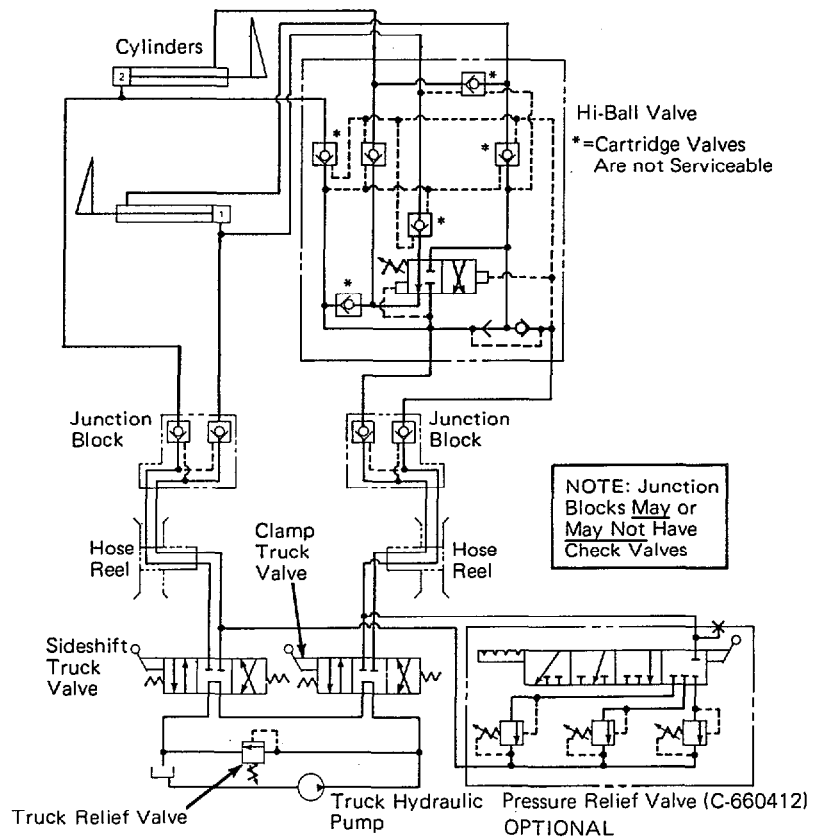 Cylinders
2
1
Hi-Ball Valve
*=Cartridge Valves
Are not Serviceable
*
*
*
*
*
Junction
Block
Junction
Block
NOTE: Junction
Blocks May or
May Not Have
Check Valves
Clamp
Truck
Valve
Hose
Reel
Hose
Reel
Sideshift
Truck
Valve
Truck Relief Valve
Truck Hydraulic
Pump
Pressure Relief Valve (C-660412)
OPTIONAL